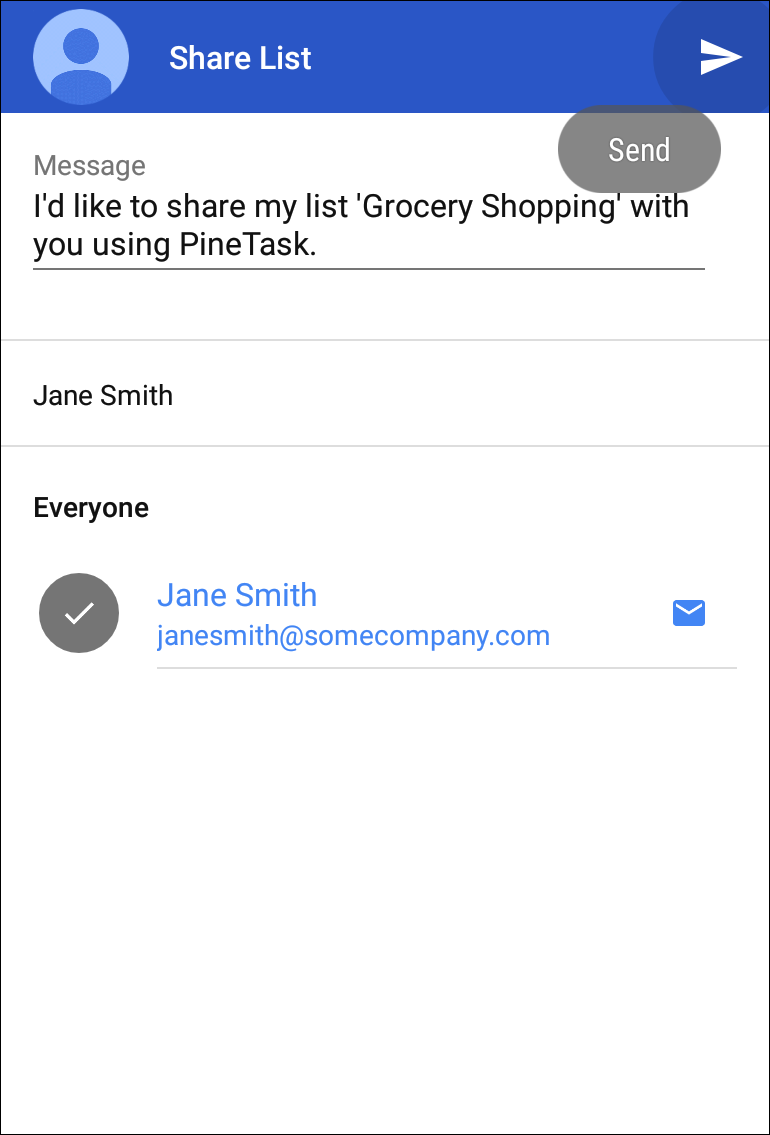 Share List
Send
Message
I'd like to share my list 'Grocery Shopping' with
you using PineTask.
Jane Smith
Everyone
Jane Smith
janesmith@somecompany.com